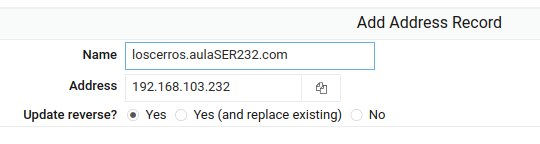 Add Address Record
Name loscerros.aulaSER232.com
Address 192.168.103.232
Update reverse? Yes Yes (and replace existing) No